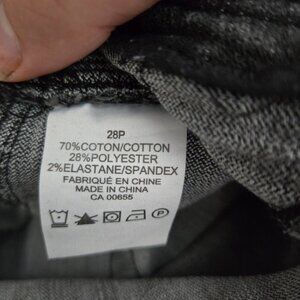 28P
70%COTON/COTTON
28%POLYESTER
2%ELASTANE/SPANDEX
FABRIQUÉ EN CHINE
MADE IN CHINA
CA 00655